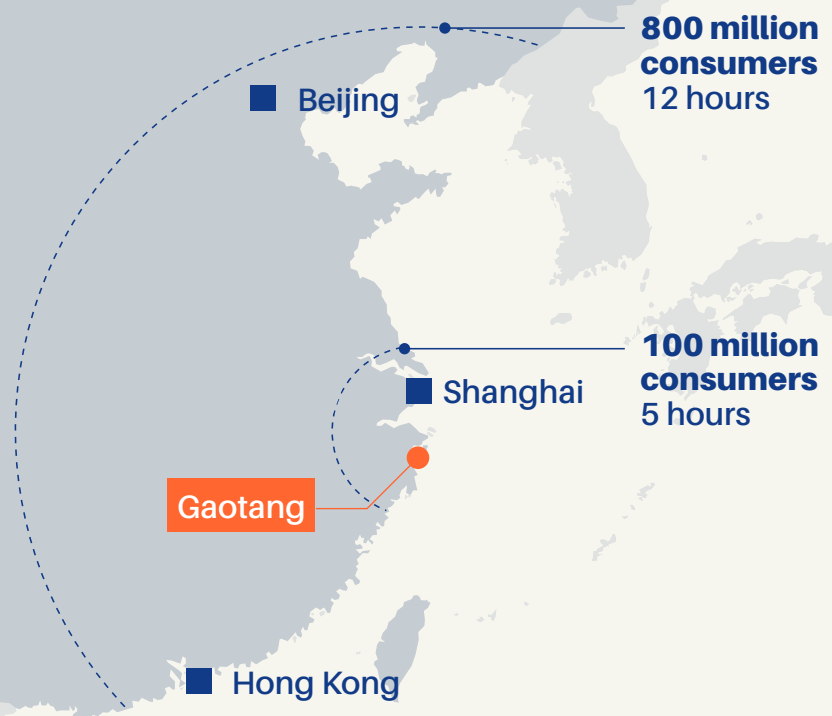 800 million
consumers
12 hours
Beijing
100 million
consumers
5 hours
Shanghai
Gaotang
Hong Kong